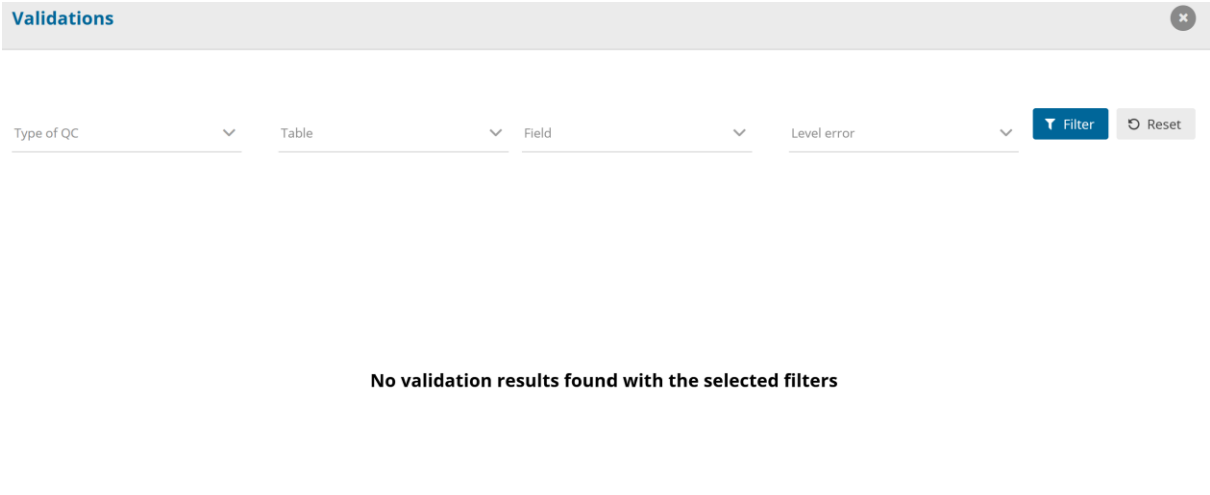 Validations
Type of QC
Table
Field
Level error
Filter
Reset
No validation results found with the selected filters